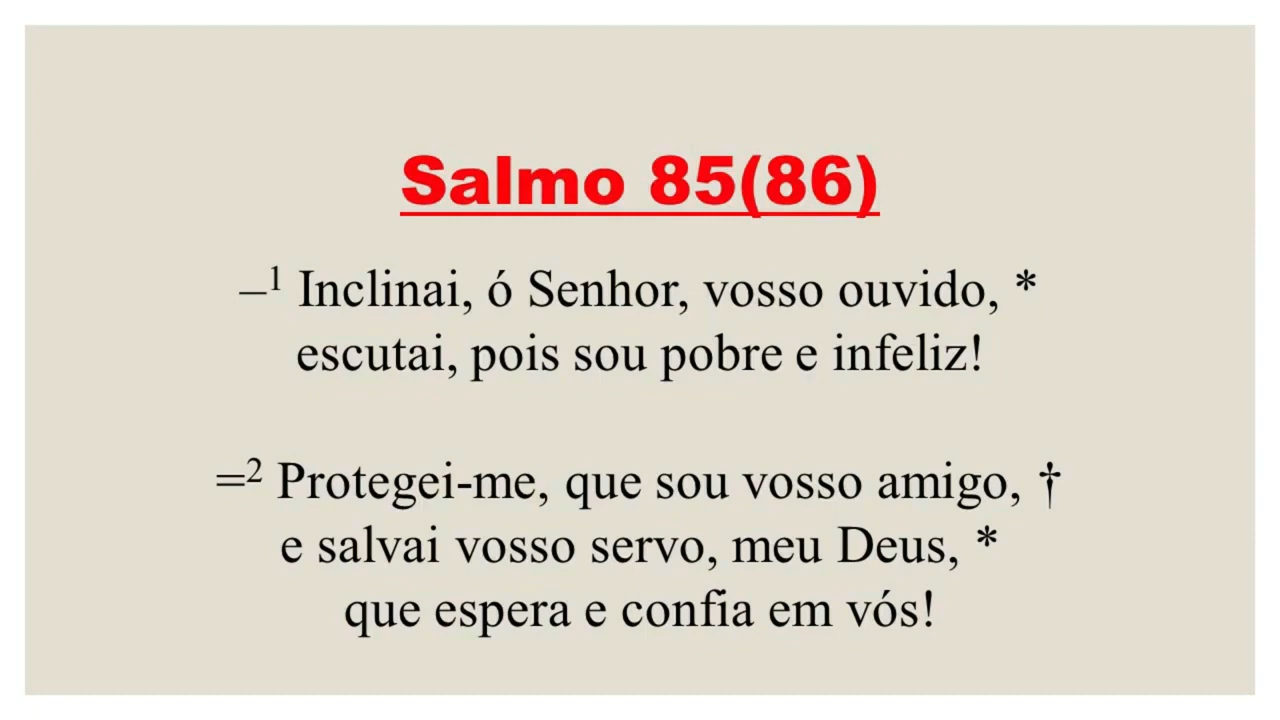 Salmo 85(86)
–¹ Inclinai, ó Senhor, vosso ouvido, *
escutai, pois sou pobre e infeliz!
=² Protegei-me, que sou vosso amigo, †
e salvai vosso servo, meu Deus, *
que espera e confia em vós!